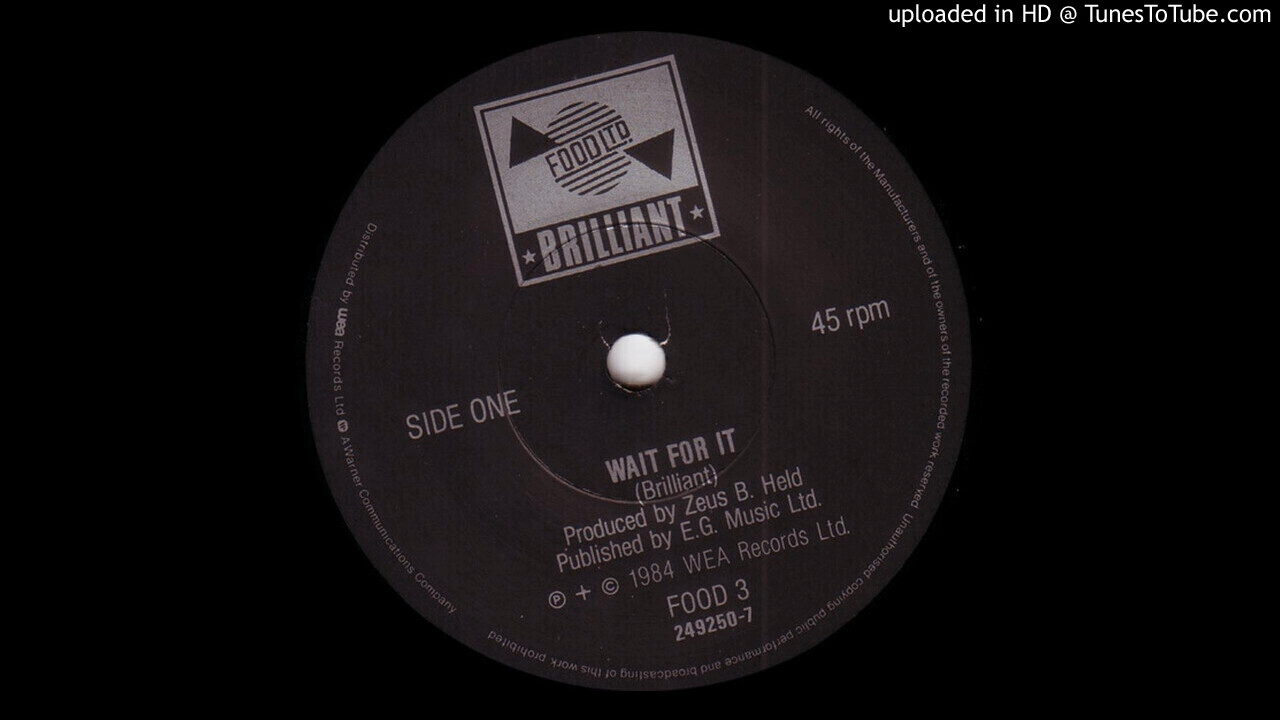 uploaded in HD @ TunesToTube.com
FOOD LTD.
BRILLIANT
All rights of the Manufacturers and of the owners of the recorded work reserved Unauthorised copying public performance and broadcasting of this work prohibited
Distributed by wea Records Ltd A Warner Communications Company
45 rpm
SIDE ONE
WAIT FOR IT
(Brilliant)
Produced by Zeus B. Held
Published by E.G. Music Ltd.
℗ + © 1984 WEA Records Ltd.
FOOD 3
249250-7